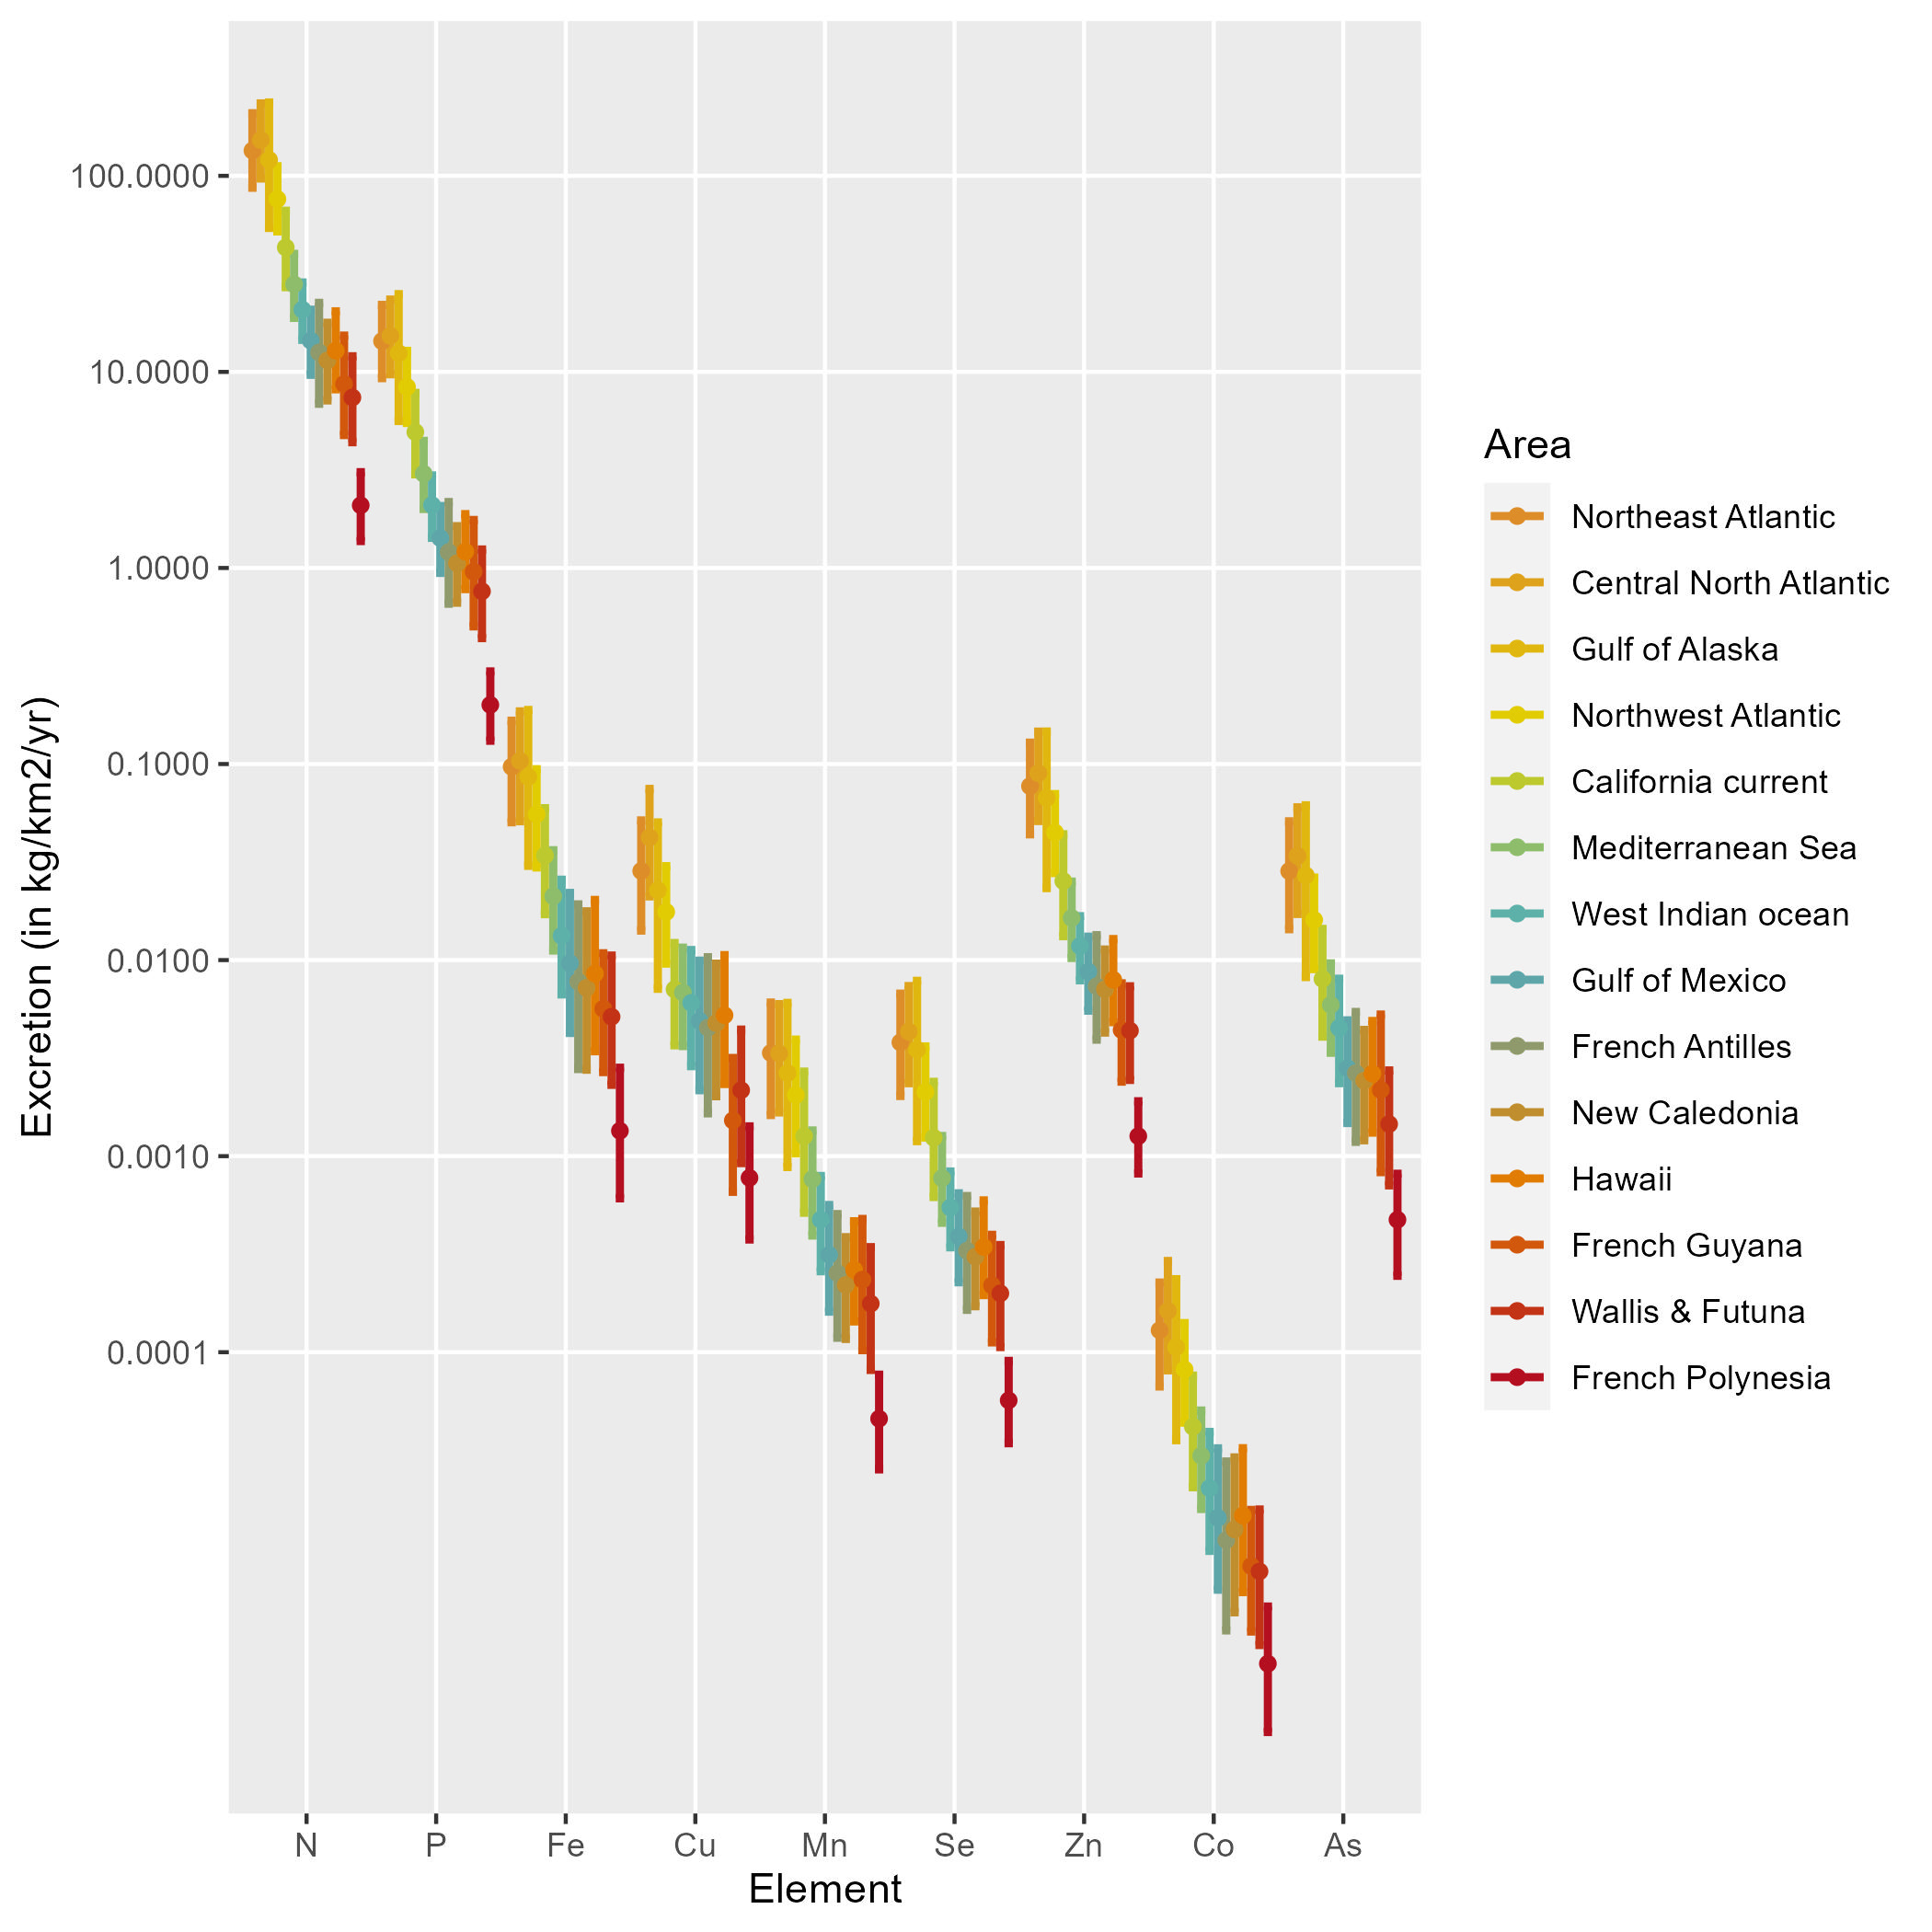 100.0000
10.0000
1.0000
0.1000
0.0100
0.0010
0.0001
Excretion (in kg/km2/yr)
N P Fe Cu Mn Se Zn Co As
Element
Area
Northeast Atlantic
Central North Atlantic
Gulf of Alaska
Northwest Atlantic
California current
Mediterranean Sea
West Indian ocean
Gulf of Mexico
French Antilles
New Caledonia
Hawaii
French Guyana
Wallis & Futuna
French Polynesia